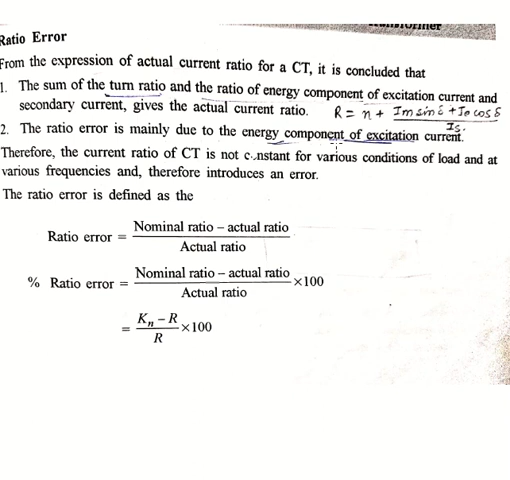 Transformer
Ratio Error
From the expression of actual current ratio for a CT, it is concluded that
1. The sum of the turn ratio and the ratio of energy component of excitation current and
secondary current, gives the actual current ratio. R = n + Im sin δ + Ie cos δ / Is.
2. The ratio error is mainly due to the energy component of excitation current.
Therefore, the current ratio of CT is not constant for various conditions of load and at
various frequencies and, therefore introduces an error.
The ratio error is defined as the
Ratio error = Nominal ratio – actual ratio / Actual ratio
% Ratio error = Nominal ratio – actual ratio / Actual ratio ×100
= Kn – R / R ×100